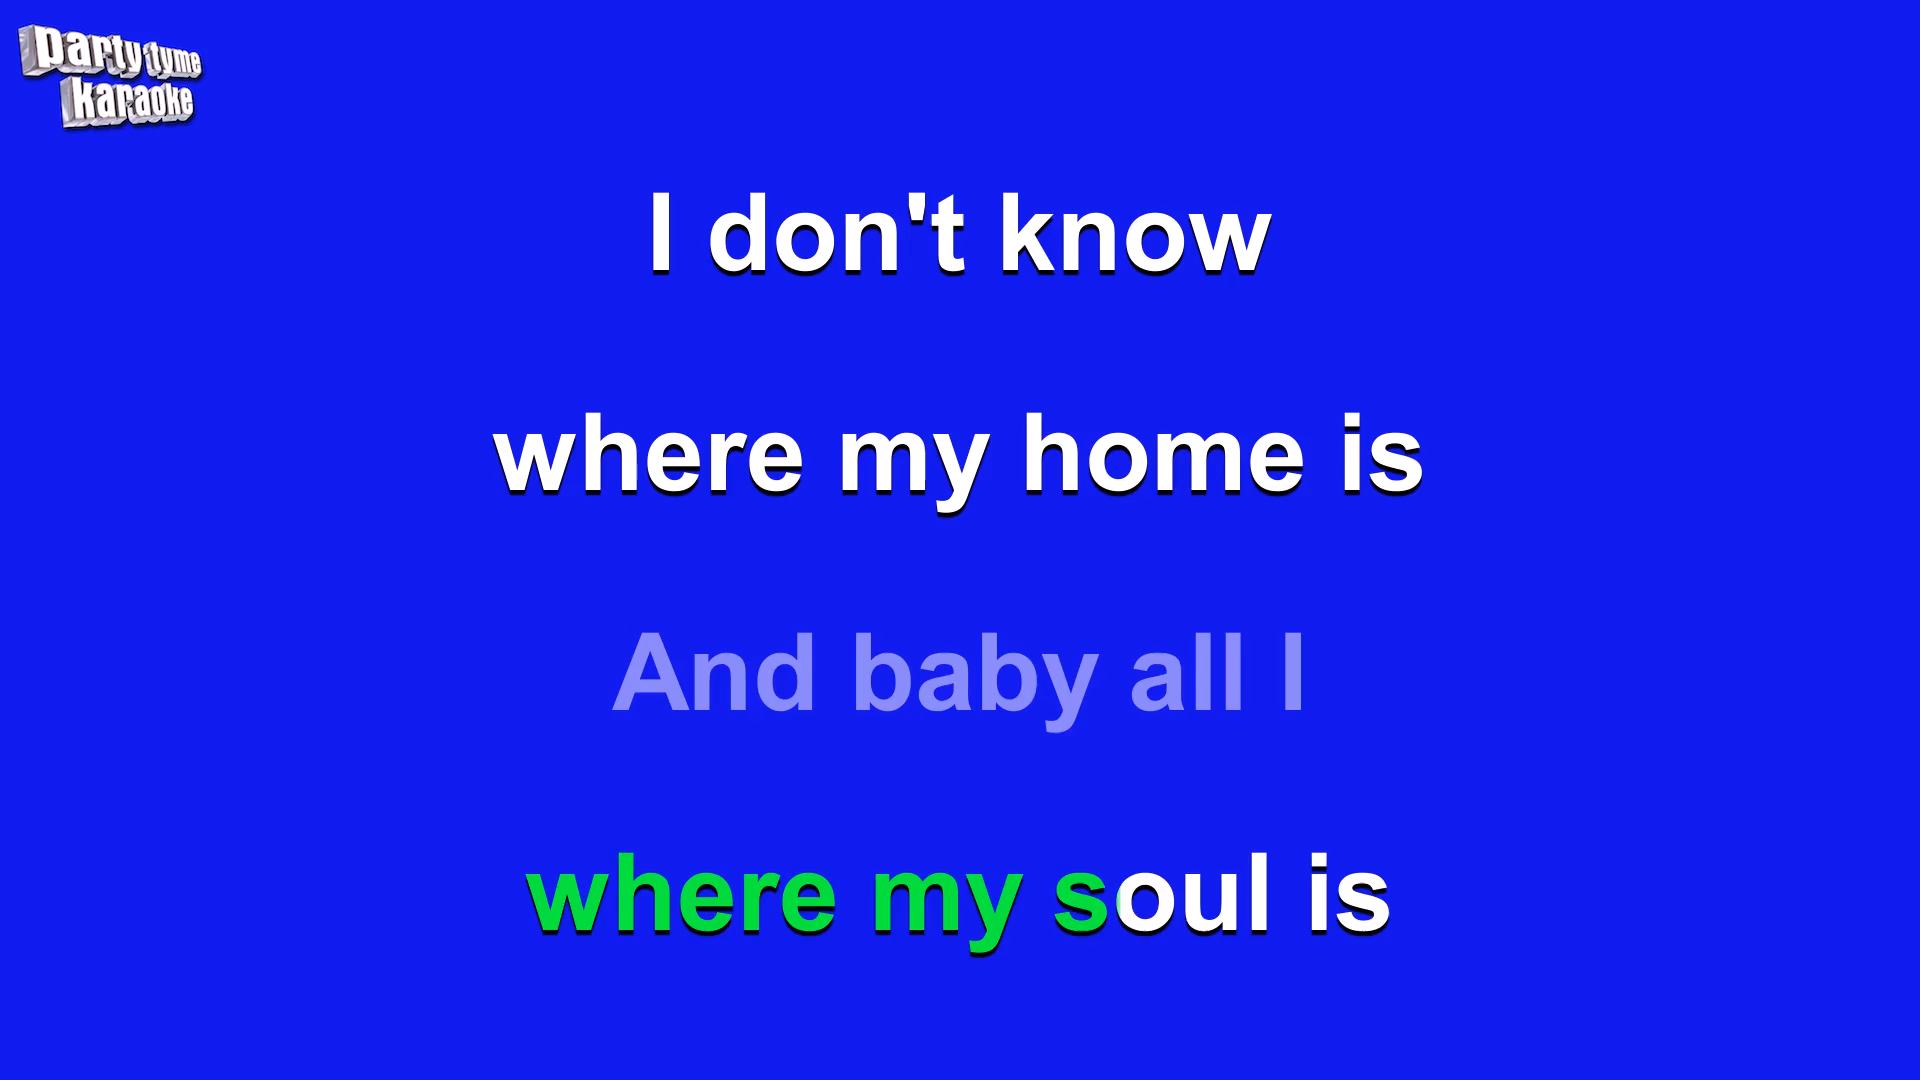 party tyme
karaoke
I don't know
where my home is
And baby all I
where my soul is